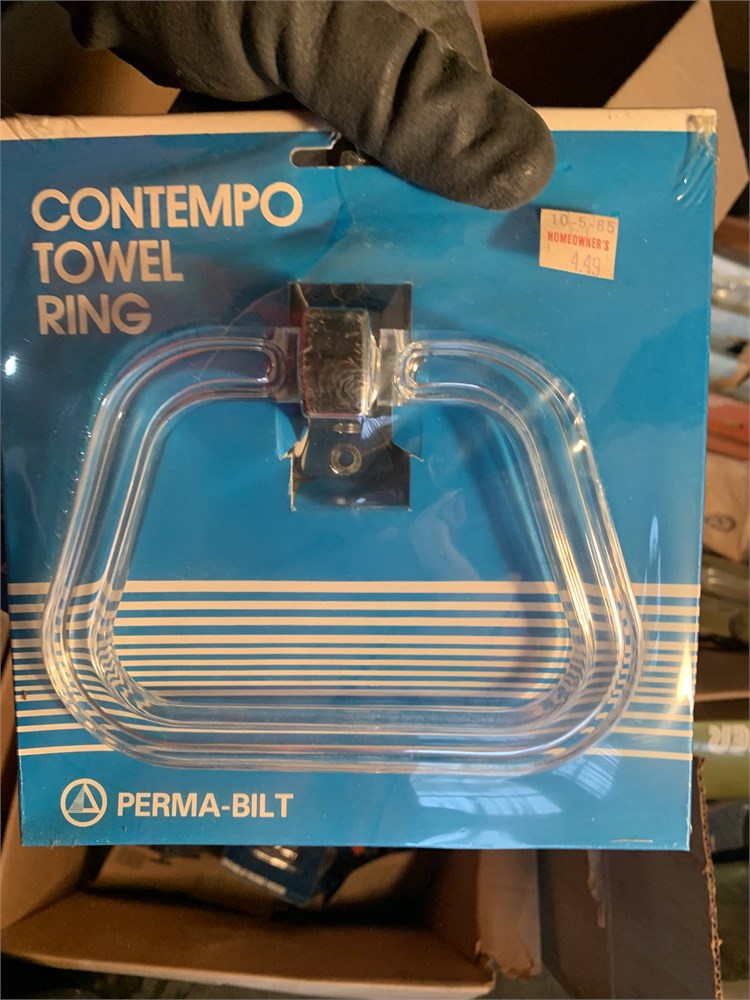 CONTEMPO
TOWEL
RING
10-5-85
HOMEOWNER'S
4.49
PERMA-BILT